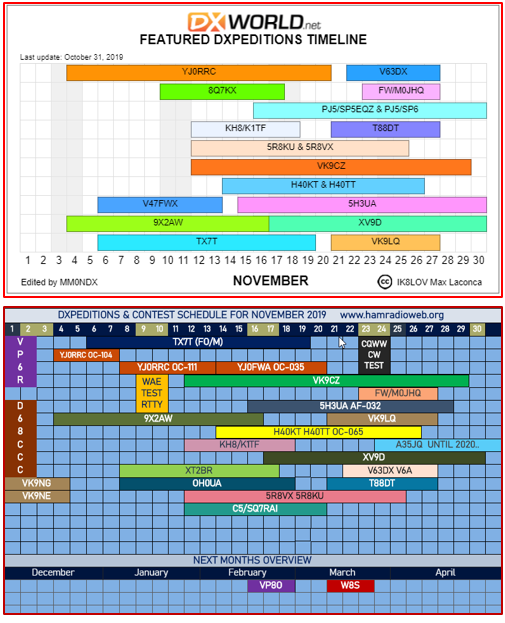 DXWORLD.net
FEATURED DXPEDITIONS TIMELINE
Last update: October 31, 2019
YJ0RRC V63DX
8Q7KX FW/M0JHQ
PJ5/SP5EQZ & PJ5/SP6
KH8/K1TF T88DT
5R8KU & 5R8VX
VK9CZ
H40KT & H40TT
V47FWX 5H3UA
9X2AW XV9D
TX7T VK9LQ
1 2 3 4 5 6 7 8 9 10 11 12 13 14 15 16 17 18 19 20 21 22 23 24 25 26 27 28 29 30
Edited by MM0NDX NOVEMBER cc IK8LOV Max Laconca
DXPEDITIONS & CONTEST SCHEDULE FOR NOVEMBER 2019 www.hamradioweb.org
1 2 3 4 5 6 7 8 9 10 11 12 13 14 15 16 17 18 19 20 21 22 23 24 25 26 27 28 29 30
V TX7T (FO/M) CQWW
P YJ0RRC OC-104 CW
6 YJ0RRC OC-111 YJ0FWA OC-035 TEST
R WAE VK9CZ
TEST FW/M0JHQ
D RTTY 5H3UA AF-032
6 9X2AW VK9LQ
8 H40KT H40TT OC-065
C KH8/K1TF A35JQ UNTIL 2020..
C XV9D
C XT2BR V63DX V6A
VK9NG OH0UA T88DT
VK9NE 5R8VX 5R8KU
C5/SQ7RAI
NEXT MONTHS OVERVIEW
December January February March April
VP8O W8S